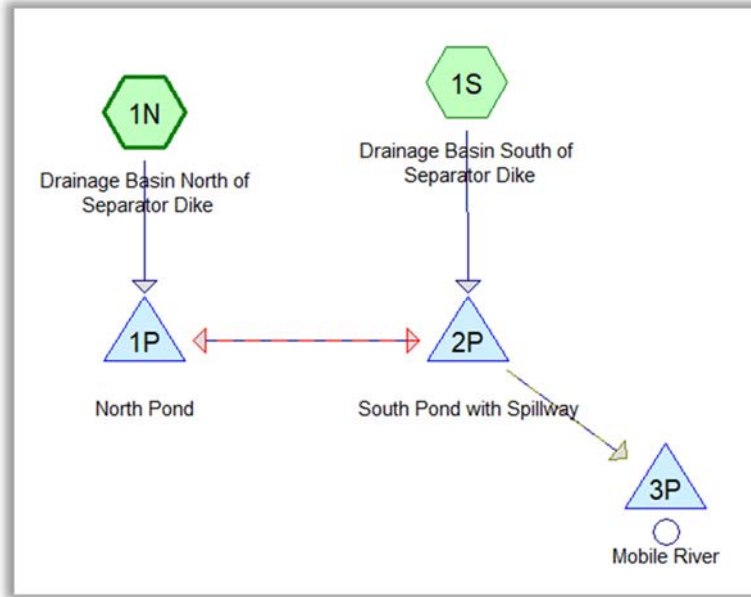 1N
1S
Drainage Basin North of
Separator Dike
Drainage Basin South of
Separator Dike
1P
2P
North Pond
South Pond with Spillway
3P
Mobile River